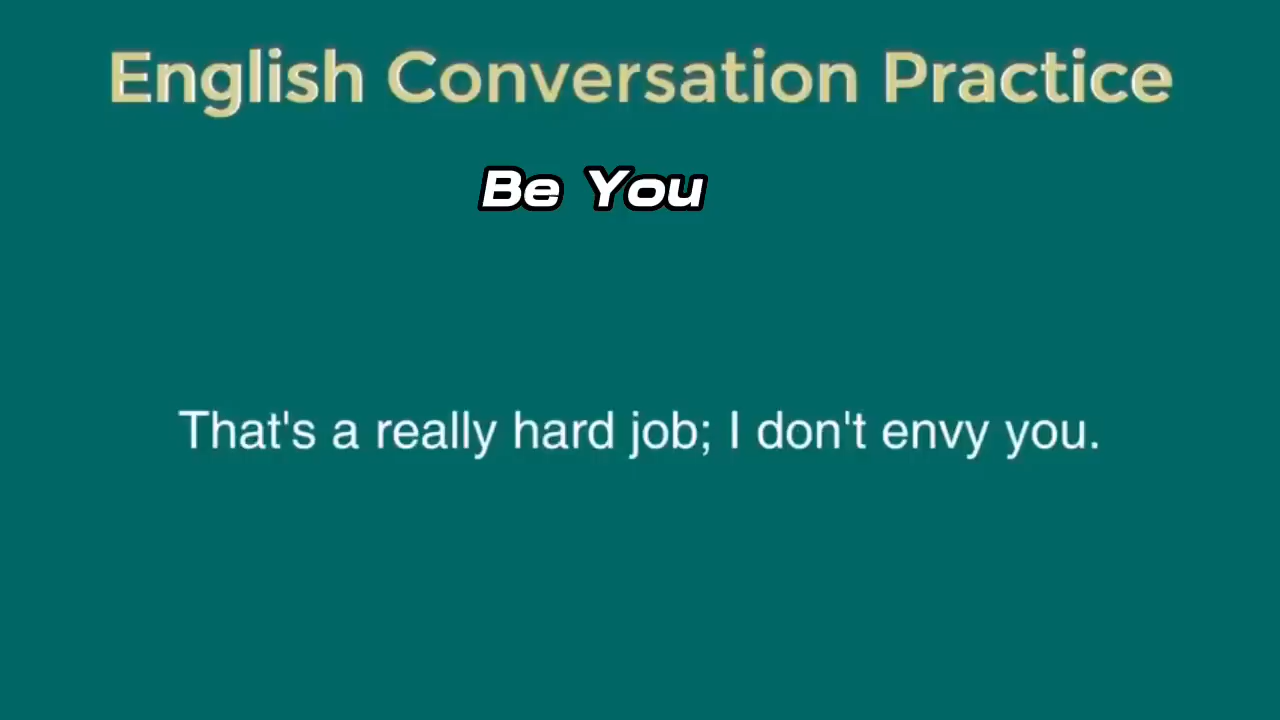 English Conversation Practice
Be You
That's a really hard job; I don't envy you.